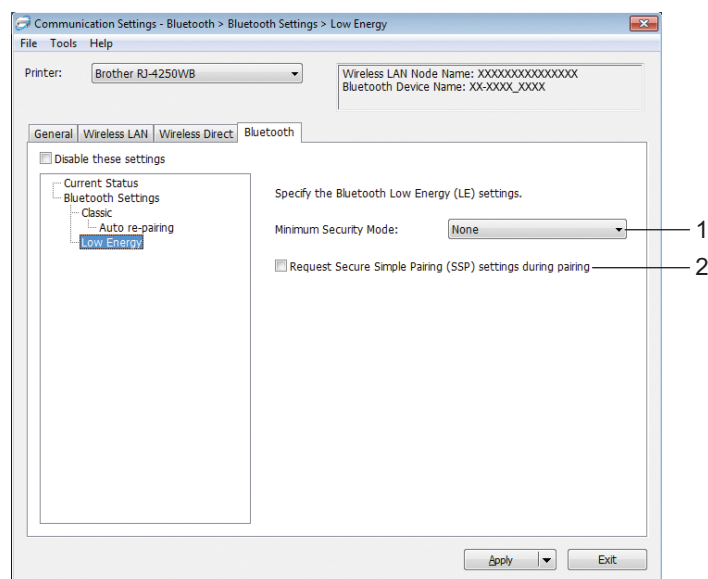 Communication Settings - Bluetooth > Bluetooth Settings > Low Energy
File Tools Help
Printer: Brother RJ-4250WB
Wireless LAN Node Name: XXXXXXXXXXXXXXX
Bluetooth Device Name: XX-XXXX_XXXX
General Wireless LAN Wireless Direct Bluetooth
Disable these settings
Current Status
Bluetooth Settings
Classic
Auto re-pairing
Low Energy
Specify the Bluetooth Low Energy (LE) settings.
Minimum Security Mode: None 1
Request Secure Simple Pairing (SSP) settings during pairing 2
Apply Exit